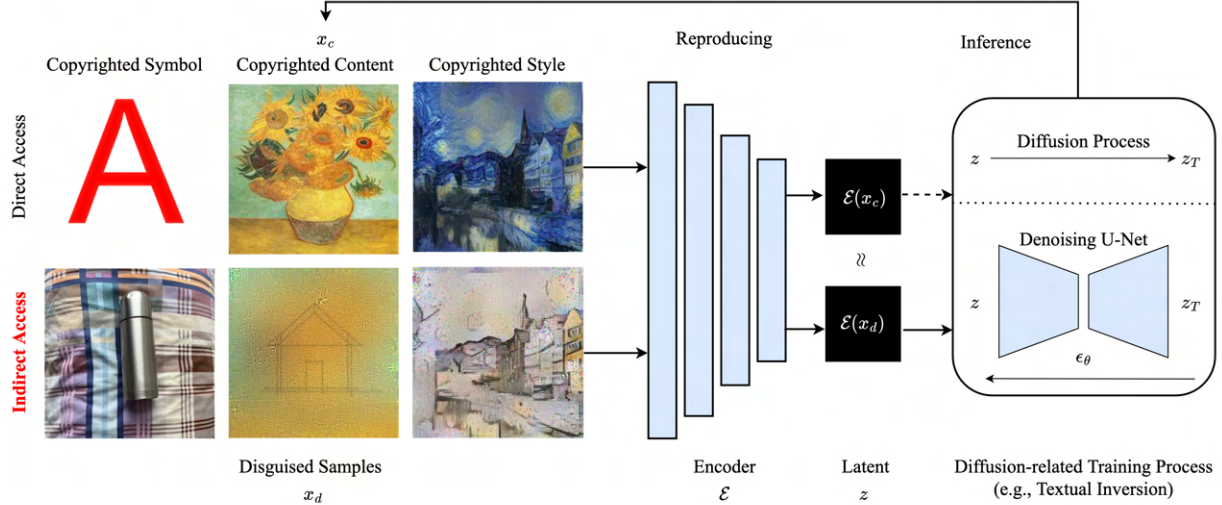 x_c
Reproducing
Inference
Copyrighted Symbol
Copyrighted Content
Copyrighted Style
Direct Access
A
Diffusion Process
z
z_T
ℰ(x_c)
≈
Denoising U-Net
Indirect Access
z
z_T
ℰ(x_d)
ϵ_θ
Disguised Samples
x_d
Encoder
ℰ
Latent
z
Diffusion-related Training Process
(e.g., Textual Inversion)